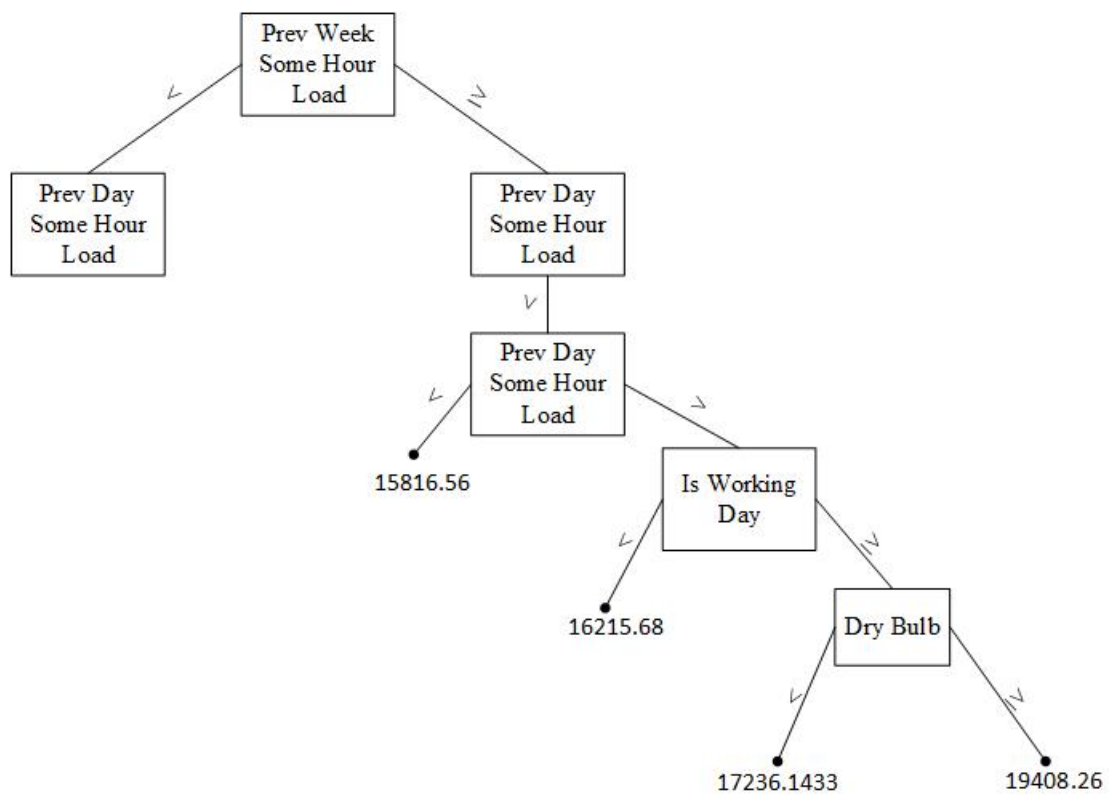 Prev Week
Some Hour
Load
<
≥
Prev Day
Some Hour
Load
Prev Day
Some Hour
Load
<
Prev Day
Some Hour
Load
<
>
15816.56
Is Working
Day
<
≥
16215.68
Dry Bulb
<
≥
17236.1433
19408.26